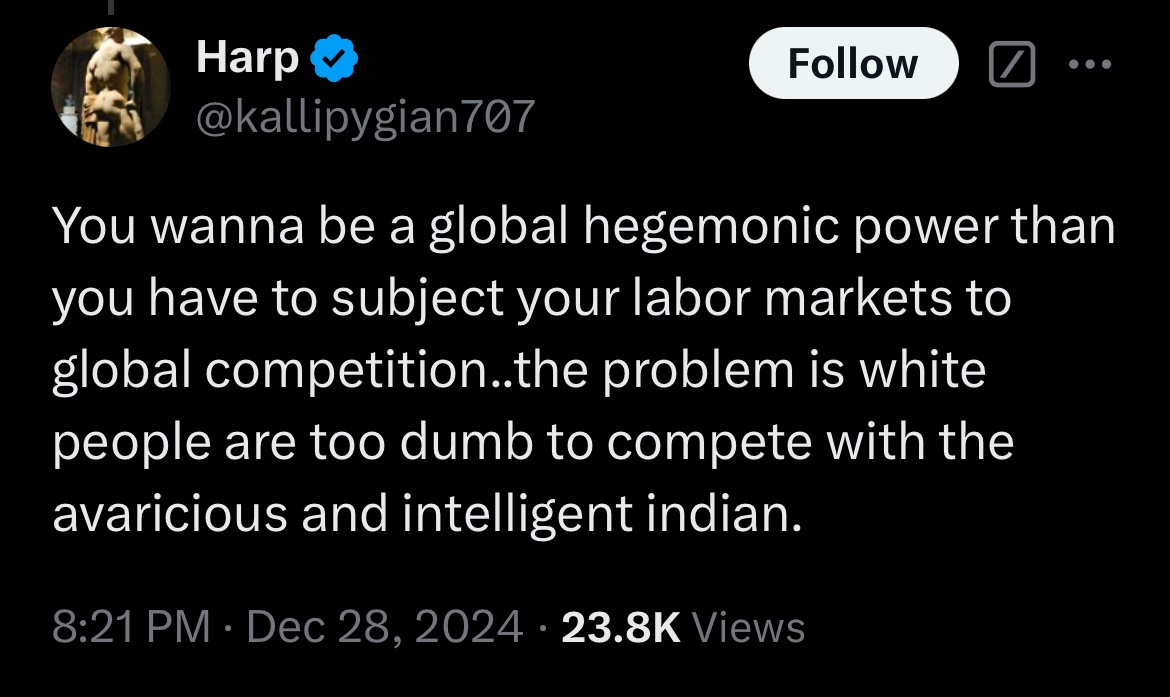 Harp
Follow
@kallipygian707
You wanna be a global hegemonic power than
you have to subject your labor markets to
global competition..the problem is white
people are too dumb to compete with the
avaricious and intelligent indian.
8:21 PM · Dec 28, 2024 · 23.8K Views